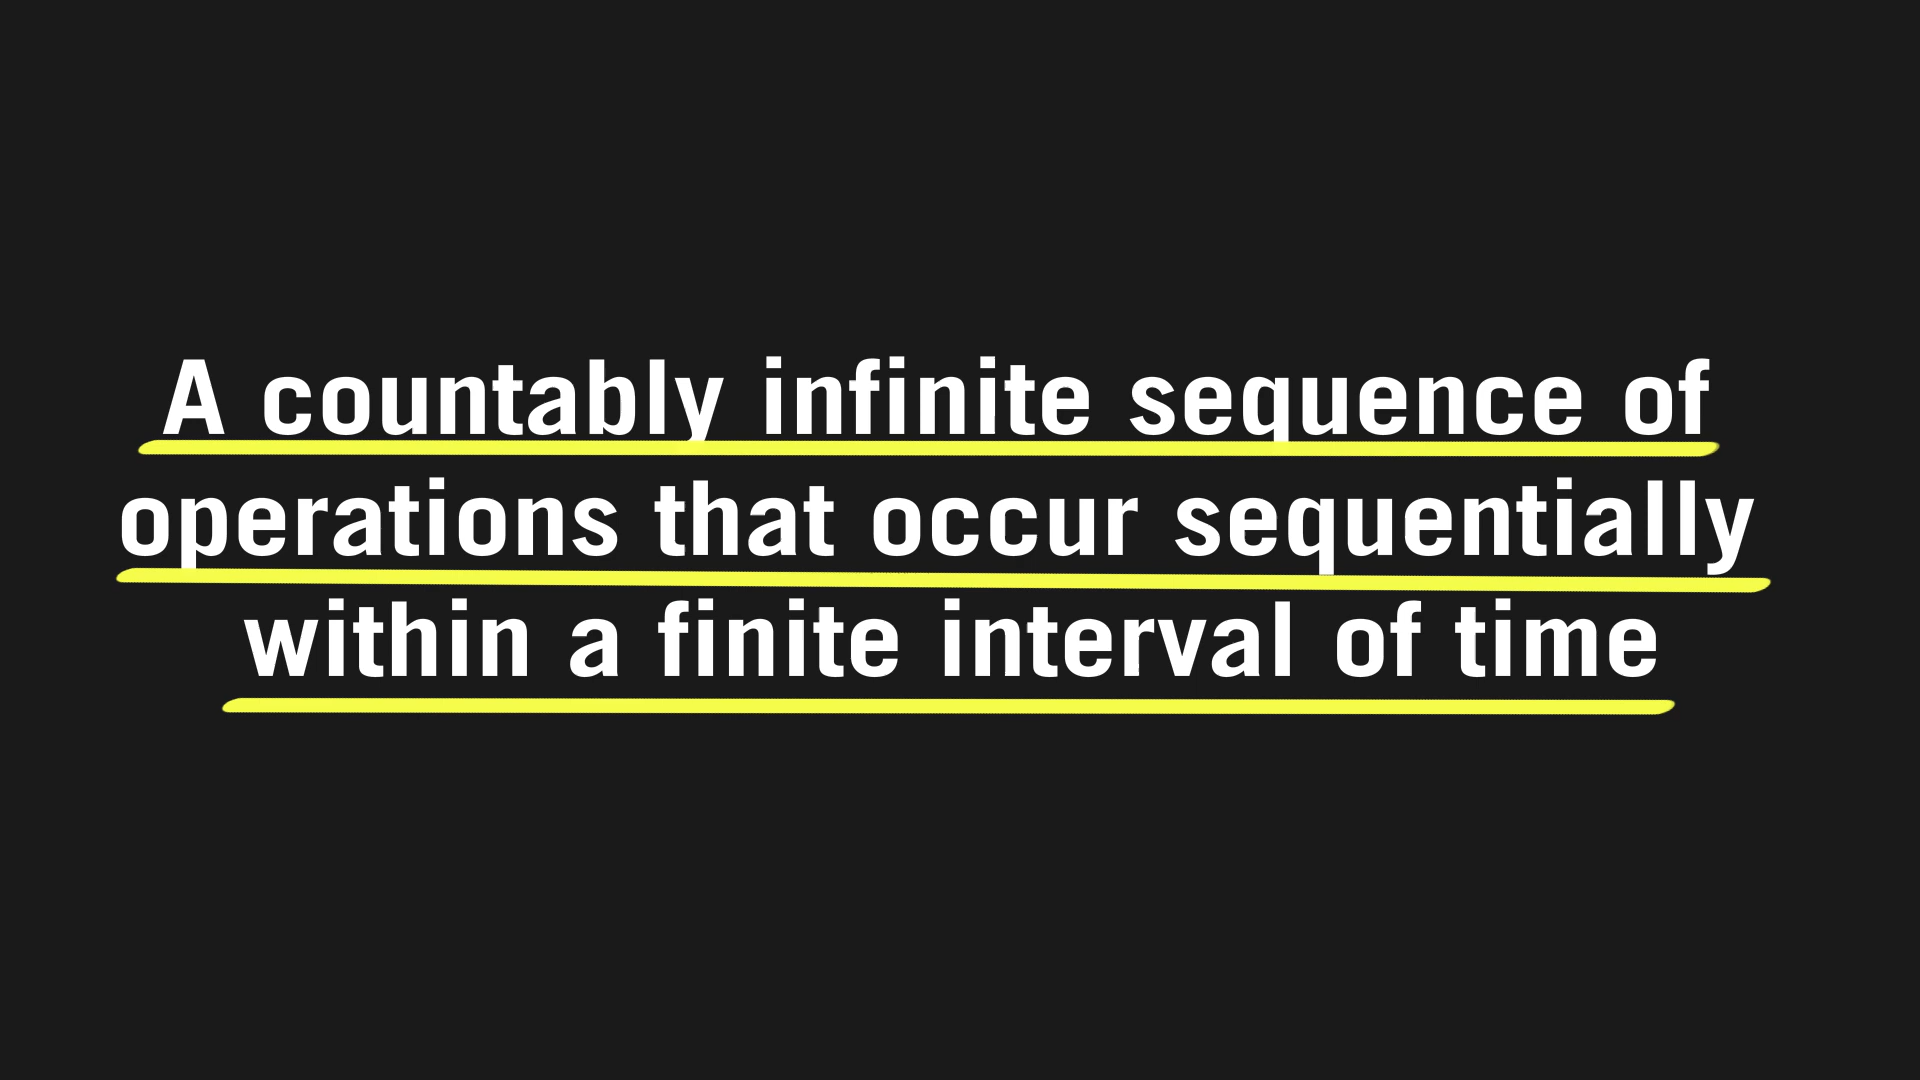 A countably infinite sequence of
operations that occur sequentially
within a finite interval of time